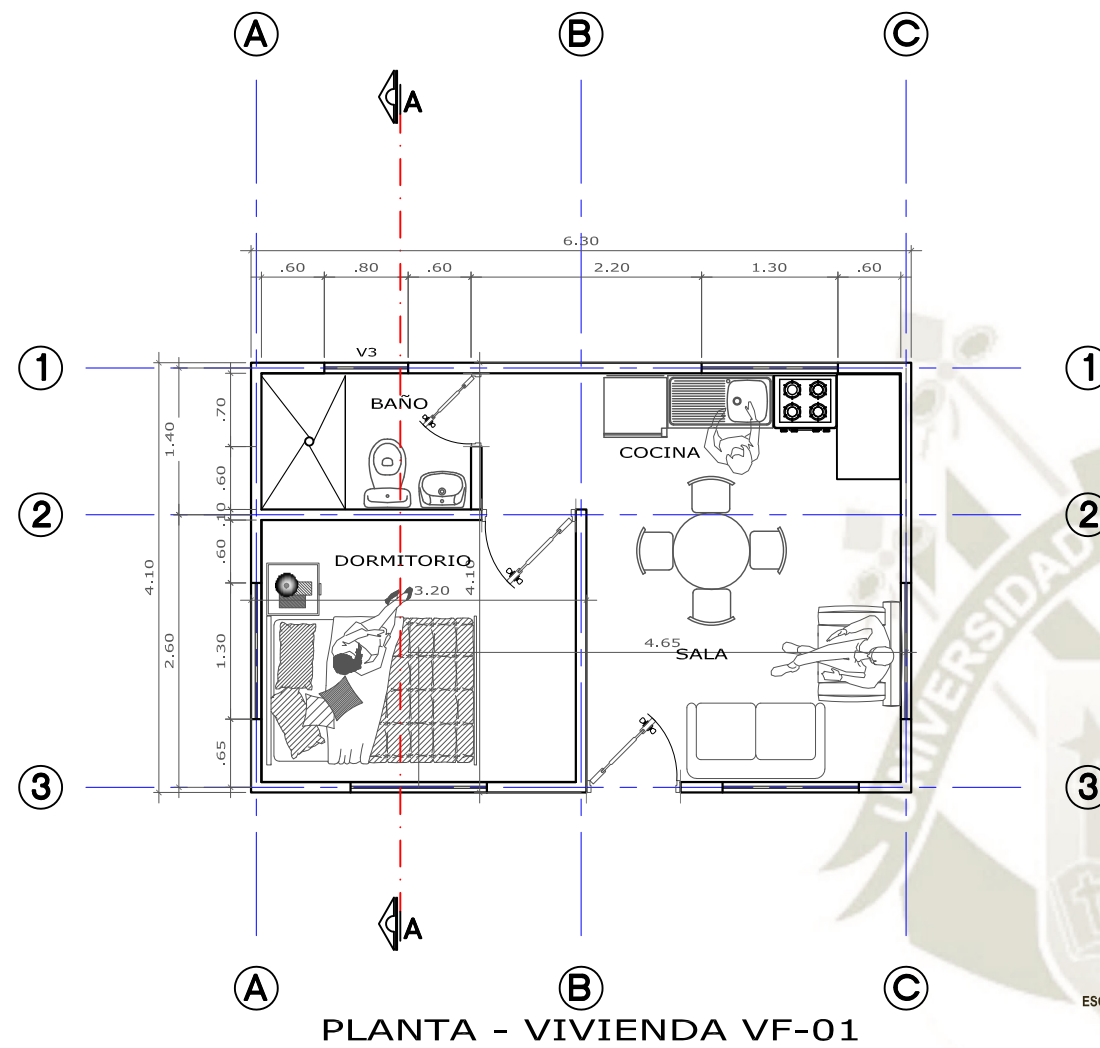 A B C
A
6.30
.60 .80 .60 2.20 1.30 .60
V3
1 1
BAÑO
.70
1.40
COCINA
.60
2 2
.10
DORMITORIO
.60
4.10
4.10
3.20
2.60
1.30
4.65
SALA
.65
3 3
A
A B C
ESC
PLANTA - VIVIENDA VF-01
UNIVERSIDAD